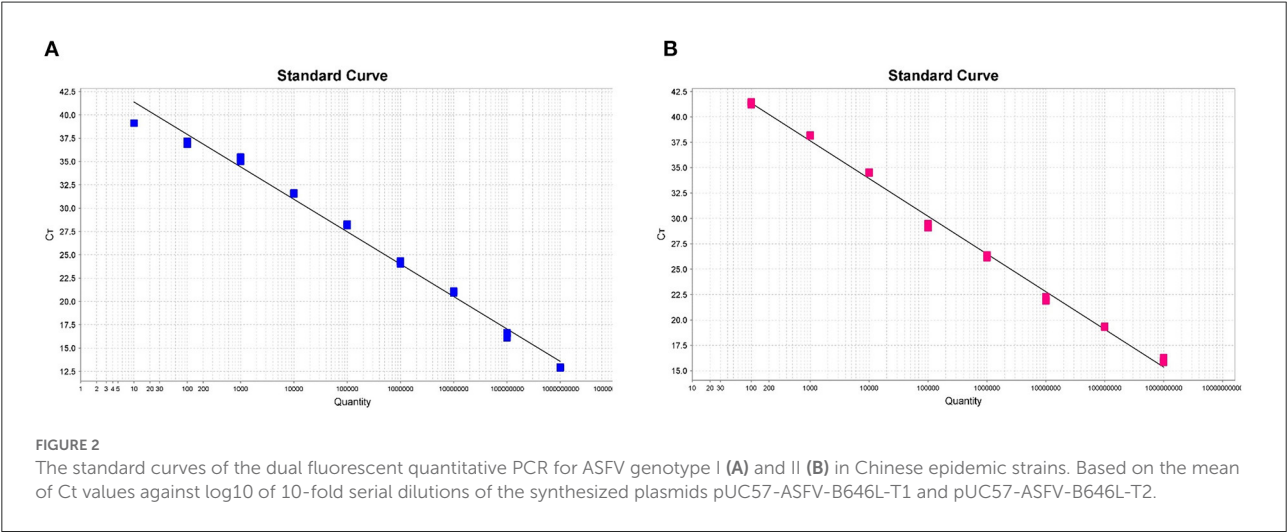 A
Standard Curve
42.5
40.0
37.5
35.0
32.5
30.0
27.5
25.0
22.5
20.0
17.5
15.0
12.5
CT
1 2 3 4 5 10 20 30 100 200 1000 10000 100000 1000000 10000000 100000000 1000000000
Quantity
B
Standard Curve
42.5
40.0
37.5
35.0
32.5
30.0
27.5
25.0
22.5
20.0
17.5
15.0
CT
10 20 30 100 200 1000 10000 100000 1000000 10000000 100000000 1000000000 10000000000
Quantity
FIGURE 2
The standard curves of the dual fluorescent quantitative PCR for ASFV genotype I (A) and II (B) in Chinese epidemic strains. Based on the mean
of Ct values against log10 of 10-fold serial dilutions of the synthesized plasmids pUC57-ASFV-B646L-T1 and pUC57-ASFV-B646L-T2.